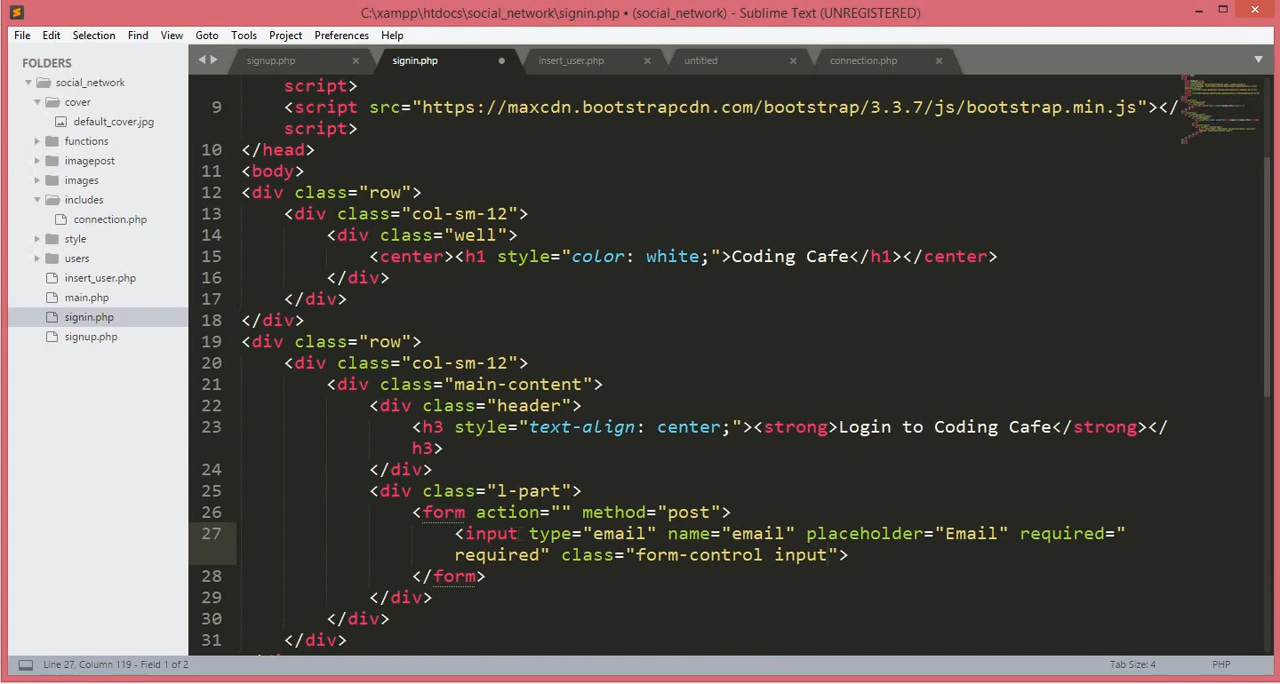 C:\xampp\htdocs\social_network\signin.php • (social_network) - Sublime Text (UNREGISTERED)
File Edit Selection Find View Goto Tools Project Preferences Help
FOLDERS
social_network
cover
default_cover.jpg
functions
imagepost
images
includes
connection.php
style
users
insert_user.php
main.php
signin.php
signup.php
signup.php signin.php insert_user.php untitled connection.php
script>
9 <script src="https://maxcdn.bootstrapcdn.com/bootstrap/3.3.7/js/bootstrap.min.js"></
script>
10 </head>
11 <body>
12 <div class="row">
13 <div class="col-sm-12">
14 <div class="well">
15 <center><h1 style="color: white;">Coding Cafe</h1></center>
16 </div>
17 </div>
18 </div>
19 <div class="row">
20 <div class="col-sm-12">
21 <div class="main-content">
22 <div class="header">
23 <h3 style="text-align: center;"><strong>Login to Coding Cafe</strong></
h3>
24 </div>
25 <div class="l-part">
26 <form action="" method="post">
27 <input type="email" name="email" placeholder="Email" required="
required" class="form-control input">
28 </form>
29 </div>
30 </div>
31 </div>
Line 27, Column 119 - Field 1 of 2 Tab Size: 4 PHP